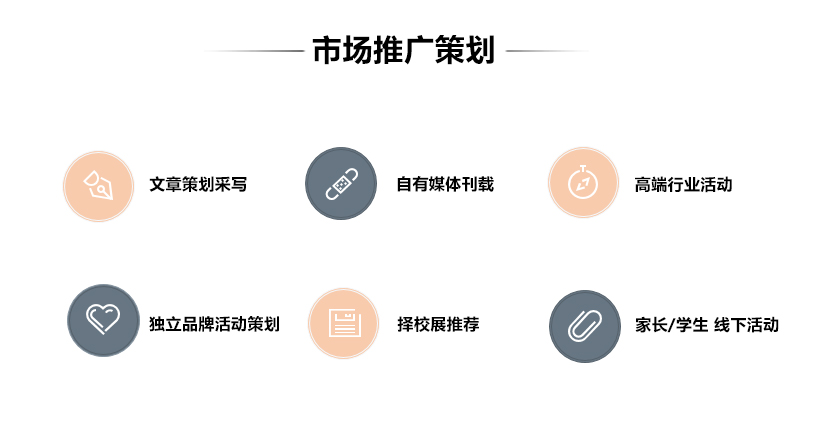 市场推广策划
文章策划采写
自有媒体刊载
高端行业活动
独立品牌活动策划
择校展推荐
家长/学生 线下活动